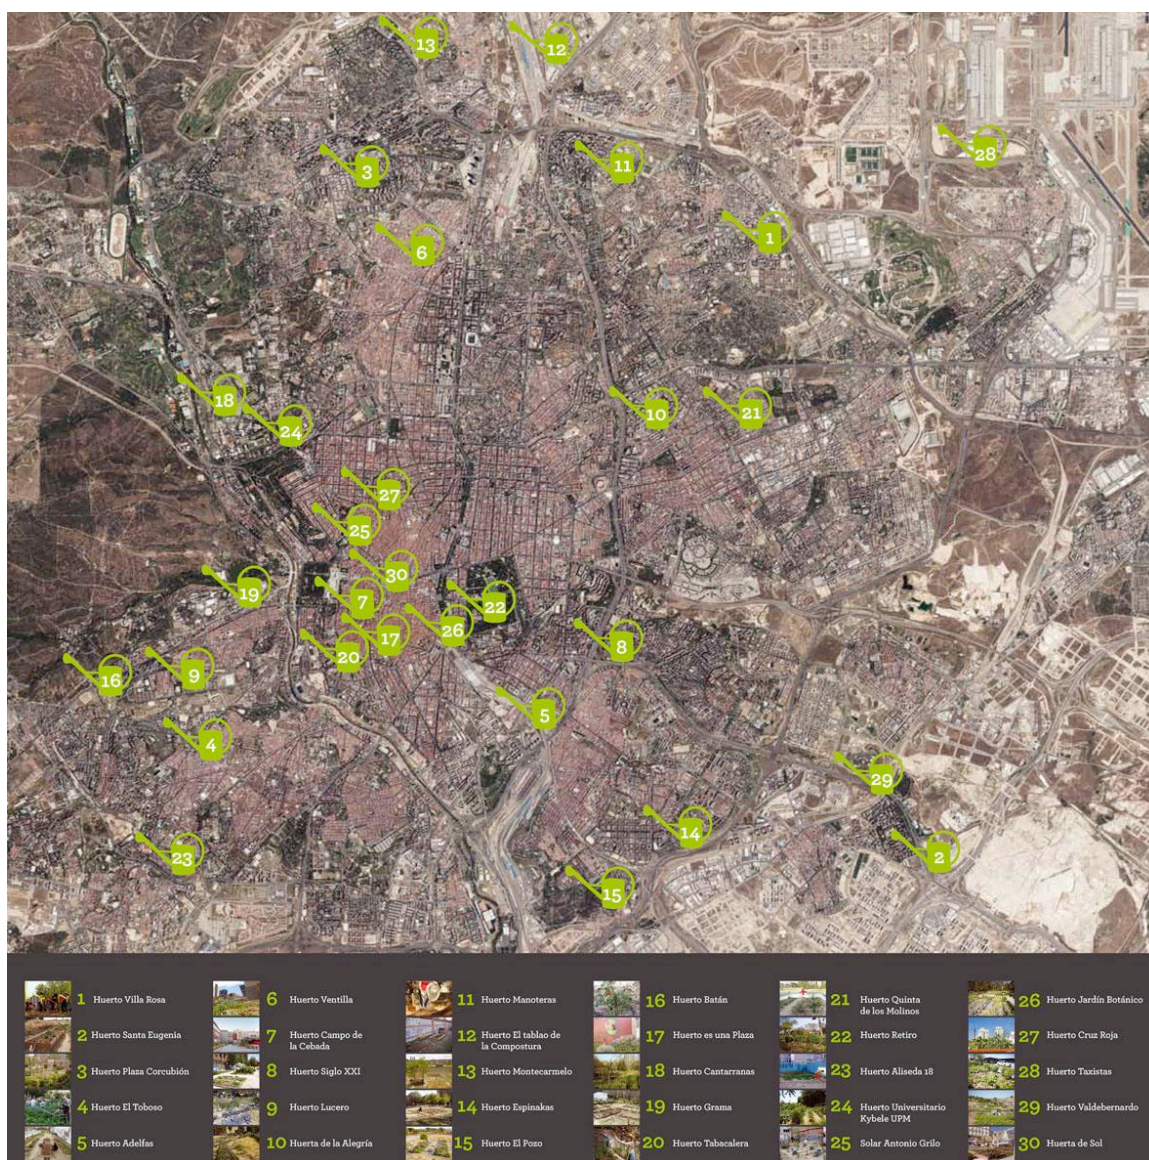 13
12
28
11
3
1
6
18
10
21
24
27
25
30
19
7
22
26
17
8
20
9
16
5
4
29
14
2
23
15
1 Huerto Villa Rosa
2 Huerto Santa Eugenia
3 Huerto Plaza Corcubión
4 Huerto El Toboso
5 Huerto Adelfas
6 Huerto Ventilla
7 Huerto Campo de
la Cebada
8 Huerto Siglo XXI
9 Huerto Lucero
10 Huerta de la Alegría
11 Huerto Manoteras
12 Huerto El tablao de
la Compostura
13 Huerto Montecarmelo
14 Huerto Espinakas
15 Huerto El Pozo
16 Huerto Batán
17 Huerto es una Plaza
18 Huerto Cantarranas
19 Huerto Grama
20 Huerto Tabacalera
21 Huerto Quinta
de los Molinos
22 Huerto Retiro
23 Huerto Aliseda 18
24 Huerto Universitario
Kybele UPM
25 Solar Antonio Grilo
26 Huerto Jardín Botánico
27 Huerto Cruz Roja
28 Huerto Taxistas
29 Huerto Valdebernardo
30 Huerta de Sol